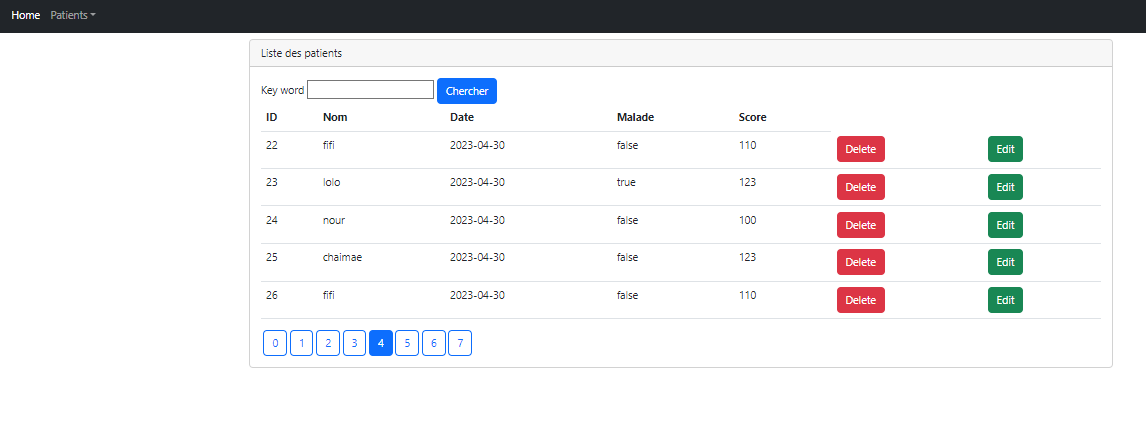 Home Patients
Liste des patients
Key word Chercher
ID Nom Date Malade Score
22 fifi 2023-04-30 false 110 Delete Edit
23 lolo 2023-04-30 true 123 Delete Edit
24 nour 2023-04-30 false 100 Delete Edit
25 chaimae 2023-04-30 false 123 Delete Edit
26 fifi 2023-04-30 false 110 Delete Edit
0 1 2 3 4 5 6 7